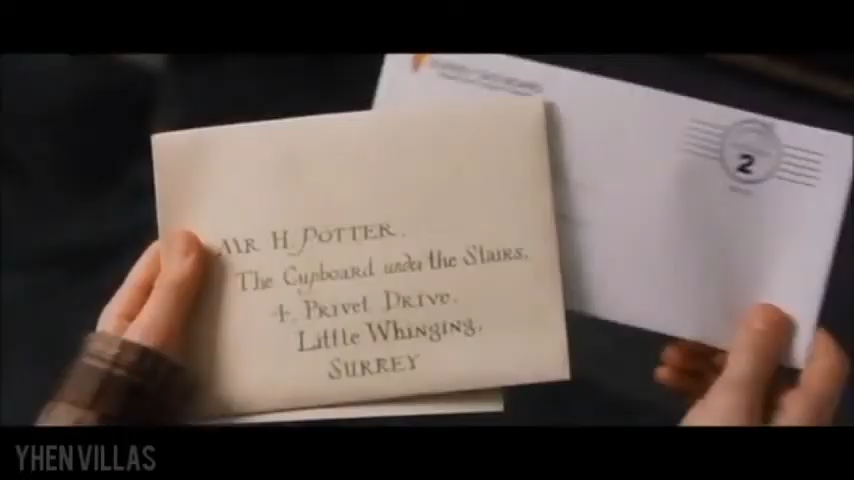 2
MR H POTTER.
The Cupboard under the Stairs,
4, Privet Drive,
Little Whinging,
SURREY
YHEN VILLAS